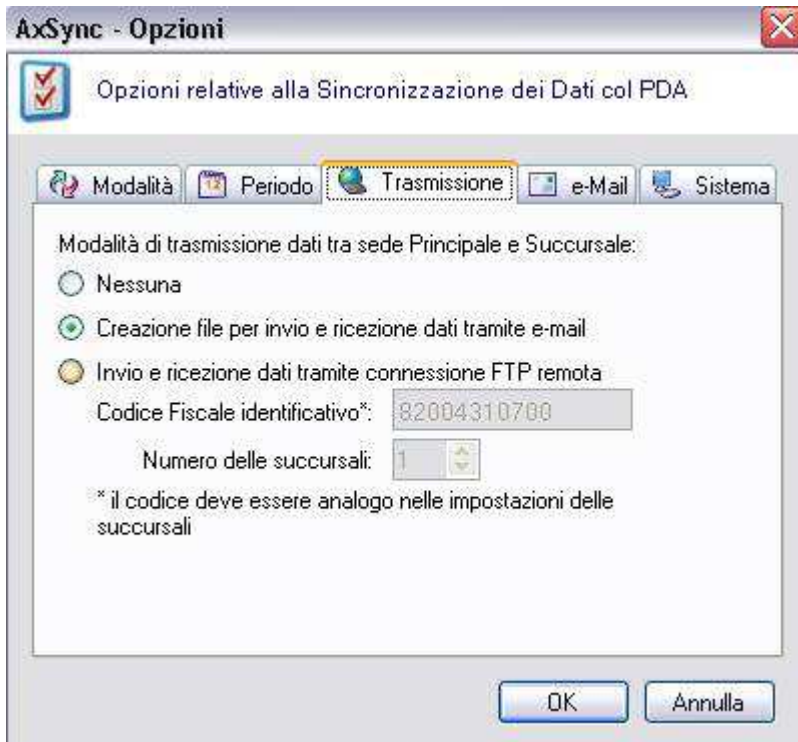 AxSync - Opzioni
Opzioni relative alla Sincronizzazione dei Dati col PDA
Modalità Periodo Trasmissione e-Mail Sistema
Modalità di trasmissione dati tra sede Principale e Succursale:
Nessuna
Creazione file per invio e ricezione dati tramite e-mail
Invio e ricezione dati tramite connessione FTP remota
Codice Fiscale identificativo*: 82004310700
Numero delle succursali: 1
* il codice deve essere analogo nelle impostazioni delle
succursali
OK Annulla